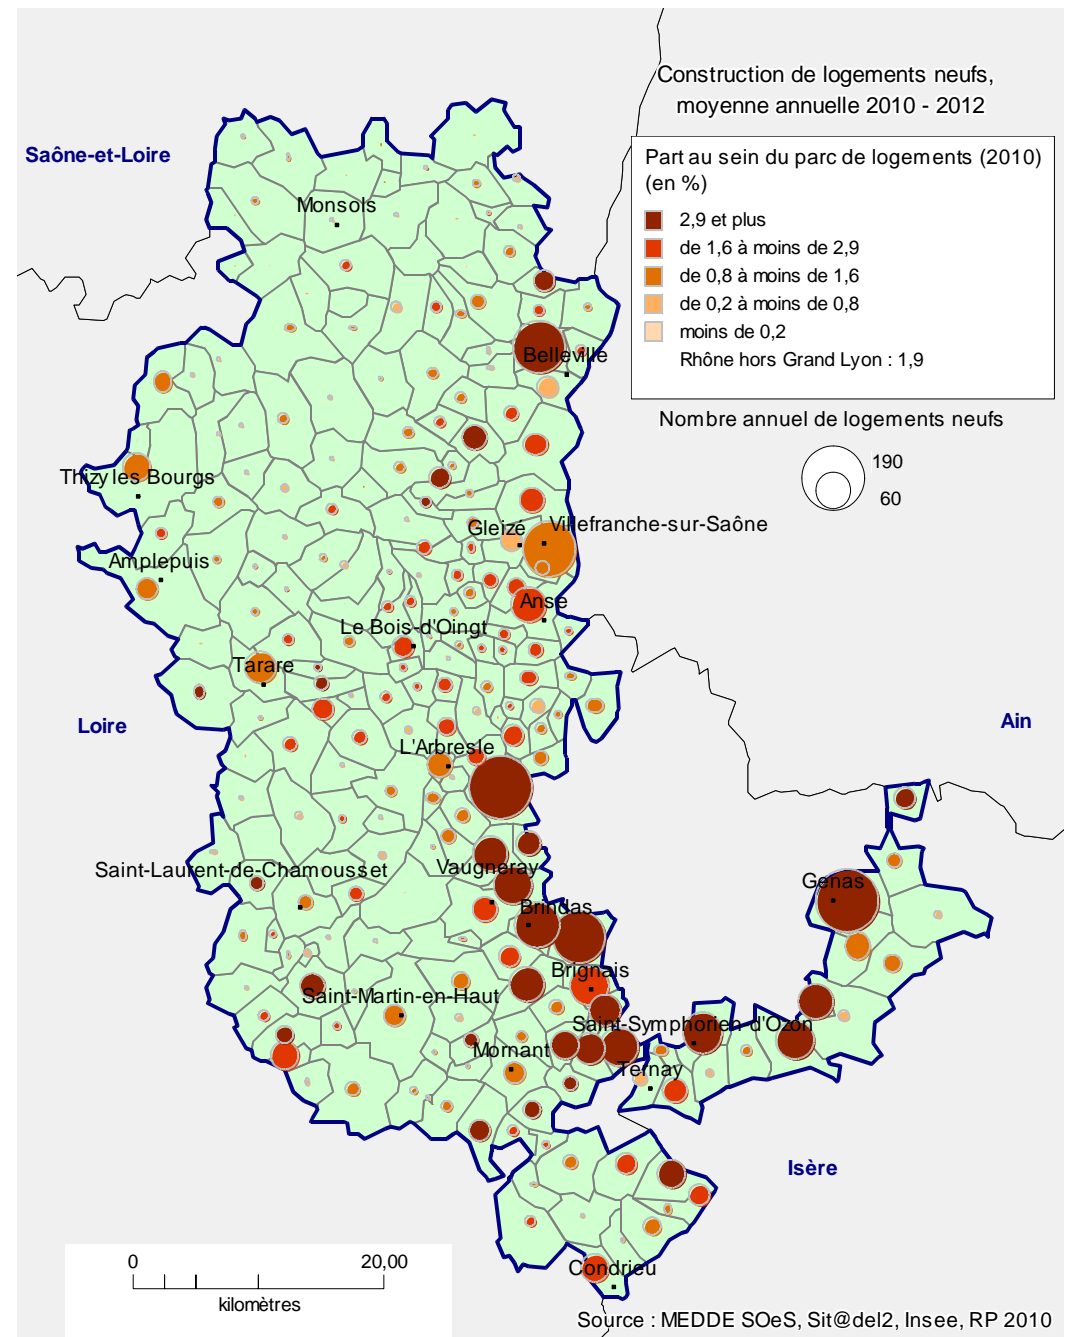 Construction de logements neufs,
moyenne annuelle 2010 - 2012
Saône-et-Loire
Part au sein du parc de logements (2010)
(en %)
2,9 et plus
de 1,6 à moins de 2,9
de 0,8 à moins de 1,6
de 0,2 à moins de 0,8
moins de 0,2
Rhône hors Grand Lyon : 1,9
Nombre annuel de logements neufs
190
60
Monsols
Belleville
Thizy les Bourgs
Gleizé
Villefranche-sur-Saône
Amplepuis
Anse
Le Bois-d'Oingt
Tarare
Loire
Ain
L'Arbresle
Saint-Laurent-de-Chamousset
Vaugneray
Genas
Brindas
Brignais
Saint-Martin-en-Haut
Saint-Symphorien-d'Ozon
Mornant
Ternay
Isère
Condrieu
0
20,00
kilomètres
Source : MEDDE SOeS, Sit@del2, Insee, RP 2010